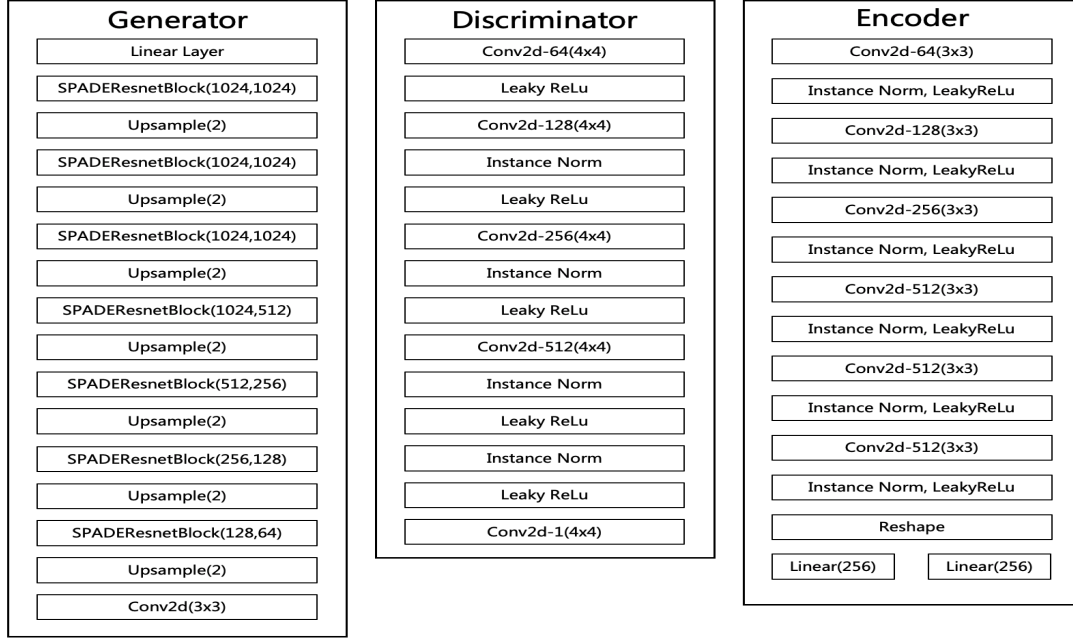 Generator
Linear Layer
SPADEResnetBlock(1024,1024)
Upsample(2)
SPADEResnetBlock(1024,1024)
Upsample(2)
SPADEResnetBlock(1024,1024)
Upsample(2)
SPADEResnetBlock(1024,512)
Upsample(2)
SPADEResnetBlock(512,256)
Upsample(2)
SPADEResnetBlock(256,128)
Upsample(2)
SPADEResnetBlock(128,64)
Upsample(2)
Conv2d(3x3)
Discriminator
Conv2d-64(4x4)
Leaky ReLu
Conv2d-128(4x4)
Instance Norm
Leaky ReLu
Conv2d-256(4x4)
Instance Norm
Leaky ReLu
Conv2d-512(4x4)
Instance Norm
Leaky ReLu
Instance Norm
Leaky ReLu
Conv2d-1(4x4)
Encoder
Conv2d-64(3x3)
Instance Norm, LeakyReLu
Conv2d-128(3x3)
Instance Norm, LeakyReLu
Conv2d-256(3x3)
Instance Norm, LeakyReLu
Conv2d-512(3x3)
Instance Norm, LeakyReLu
Conv2d-512(3x3)
Instance Norm, LeakyReLu
Conv2d-512(3x3)
Instance Norm, LeakyReLu
Reshape
Linear(256) Linear(256)